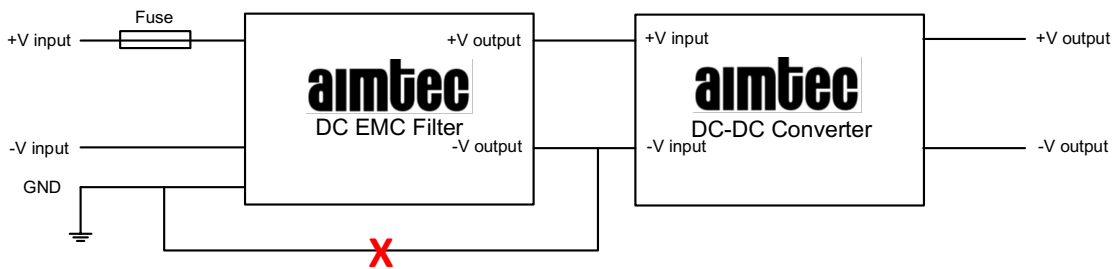 Fuse
+V input
+V output
+V input
+V output
aimtec
DC EMC Filter
aimtec
DC-DC Converter
-V input
-V output
-V input
-V output
GND
X